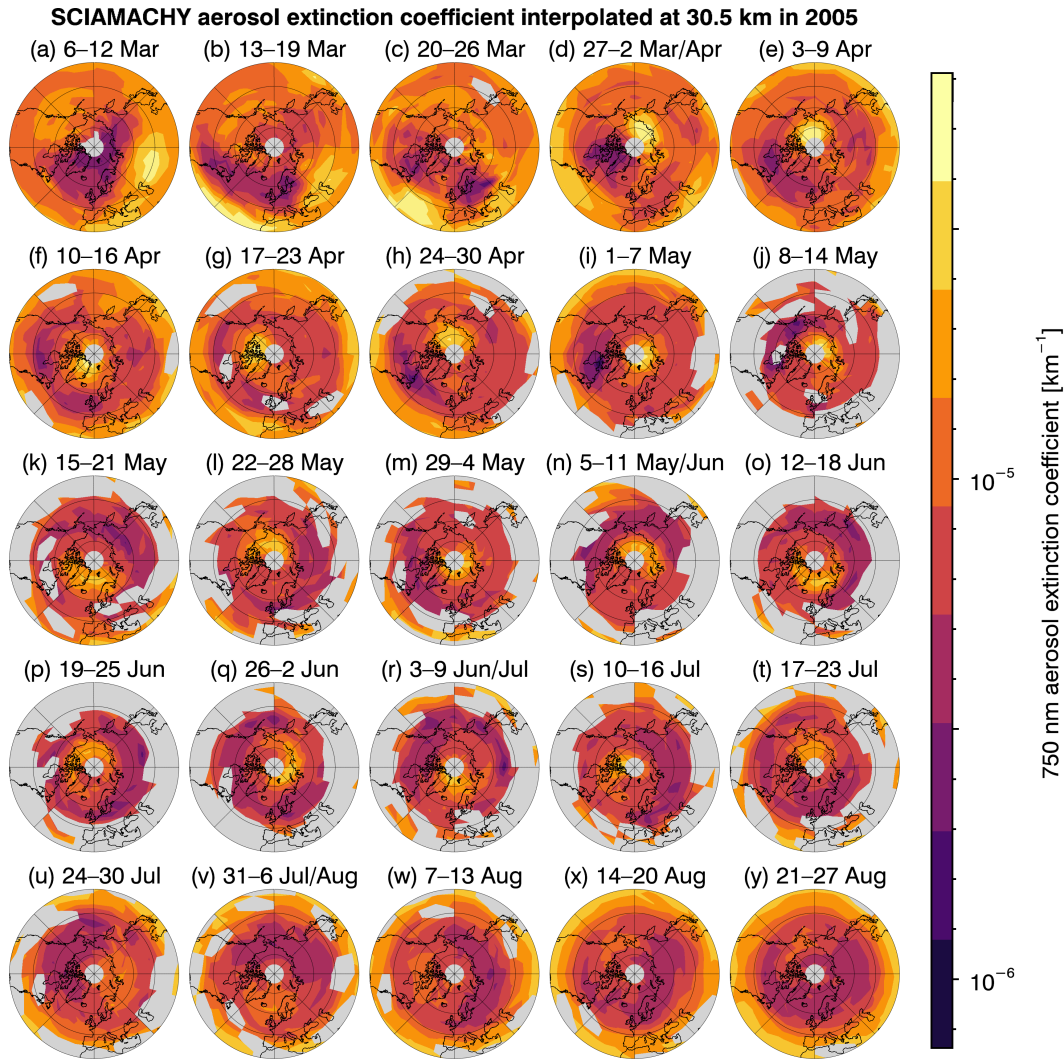 SCIAMACHY aerosol extinction coefficient interpolated at 30.5 km in 2005
(a) 6–12 Mar
(b) 13–19 Mar
(c) 20–26 Mar
(d) 27–2 Mar/Apr
(e) 3–9 Apr
(f) 10–16 Apr
(g) 17–23 Apr
(h) 24–30 Apr
(i) 1–7 May
(j) 8–14 May
(k) 15–21 May
(l) 22–28 May
(m) 29–4 May
(n) 5–11 May/Jun
(o) 12–18 Jun
(p) 19–25 Jun
(q) 26–2 Jun
(r) 3–9 Jun/Jul
(s) 10–16 Jul
(t) 17–23 Jul
(u) 24–30 Jul
(v) 31–6 Jul/Aug
(w) 7–13 Aug
(x) 14–20 Aug
(y) 21–27 Aug
10⁻⁵
10⁻⁶
750 nm aerosol extinction coefficient [km⁻¹]